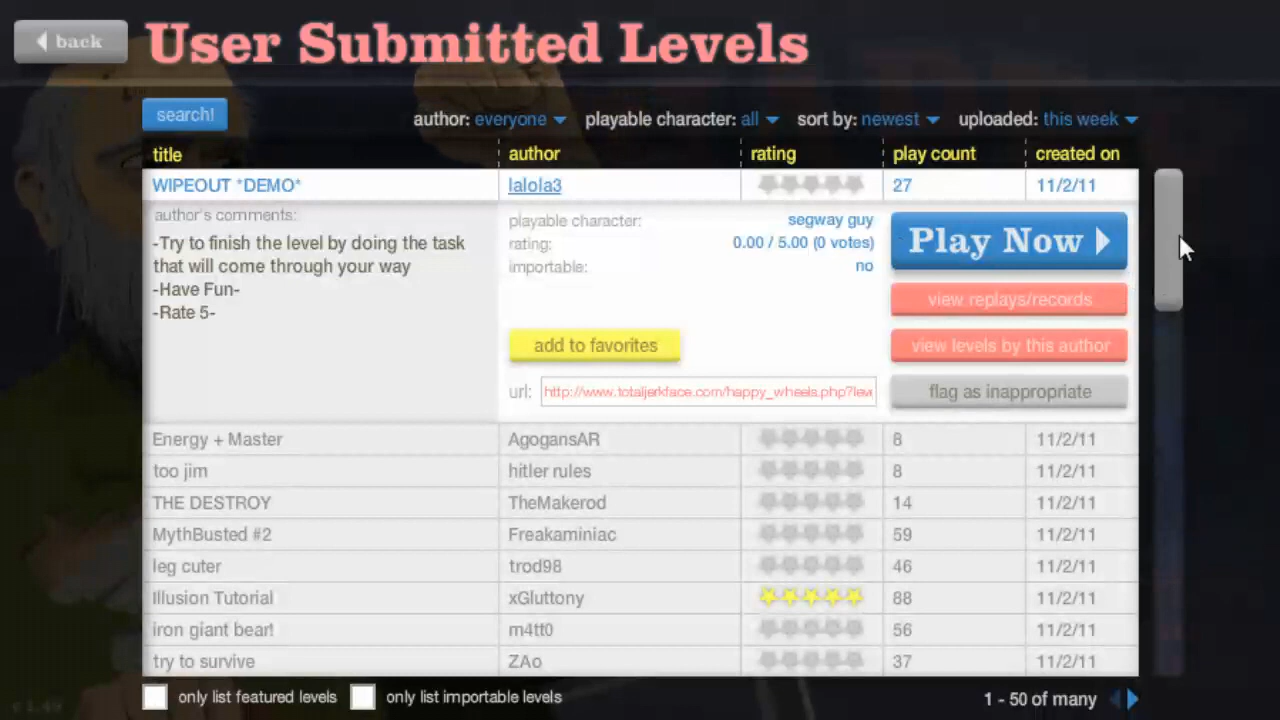 back
User Submitted Levels
search!
author: everyone playable character: all sort by: newest uploaded: this week
title author rating play count created on
WIPEOUT *DEMO* lalola3 27 11/2/11
author's comments:
-Try to finish the level by doing the task
that will come through your way
-Have Fun-
-Rate 5-
playable character: segway guy
rating: 0.00 / 5.00 (0 votes)
importable: no
add to favorites
url: http://www.totaljerkface.com/happy_wheels.php?lev
Play Now
view replays/records
view levels by this author
flag as inappropriate
Energy + Master AgogansAR 8 11/2/11
too jim hitler rules 8 11/2/11
THE DESTROY TheMakerod 14 11/2/11
MythBusted #2 Freakaminiac 59 11/2/11
leg cuter trod98 46 11/2/11
Illusion Tutorial xGluttony 88 11/2/11
iron giant bear! m4tt0 56 11/2/11
try to survive ZAo 37 11/2/11
only list featured levels only list importable levels 1 - 50 of many